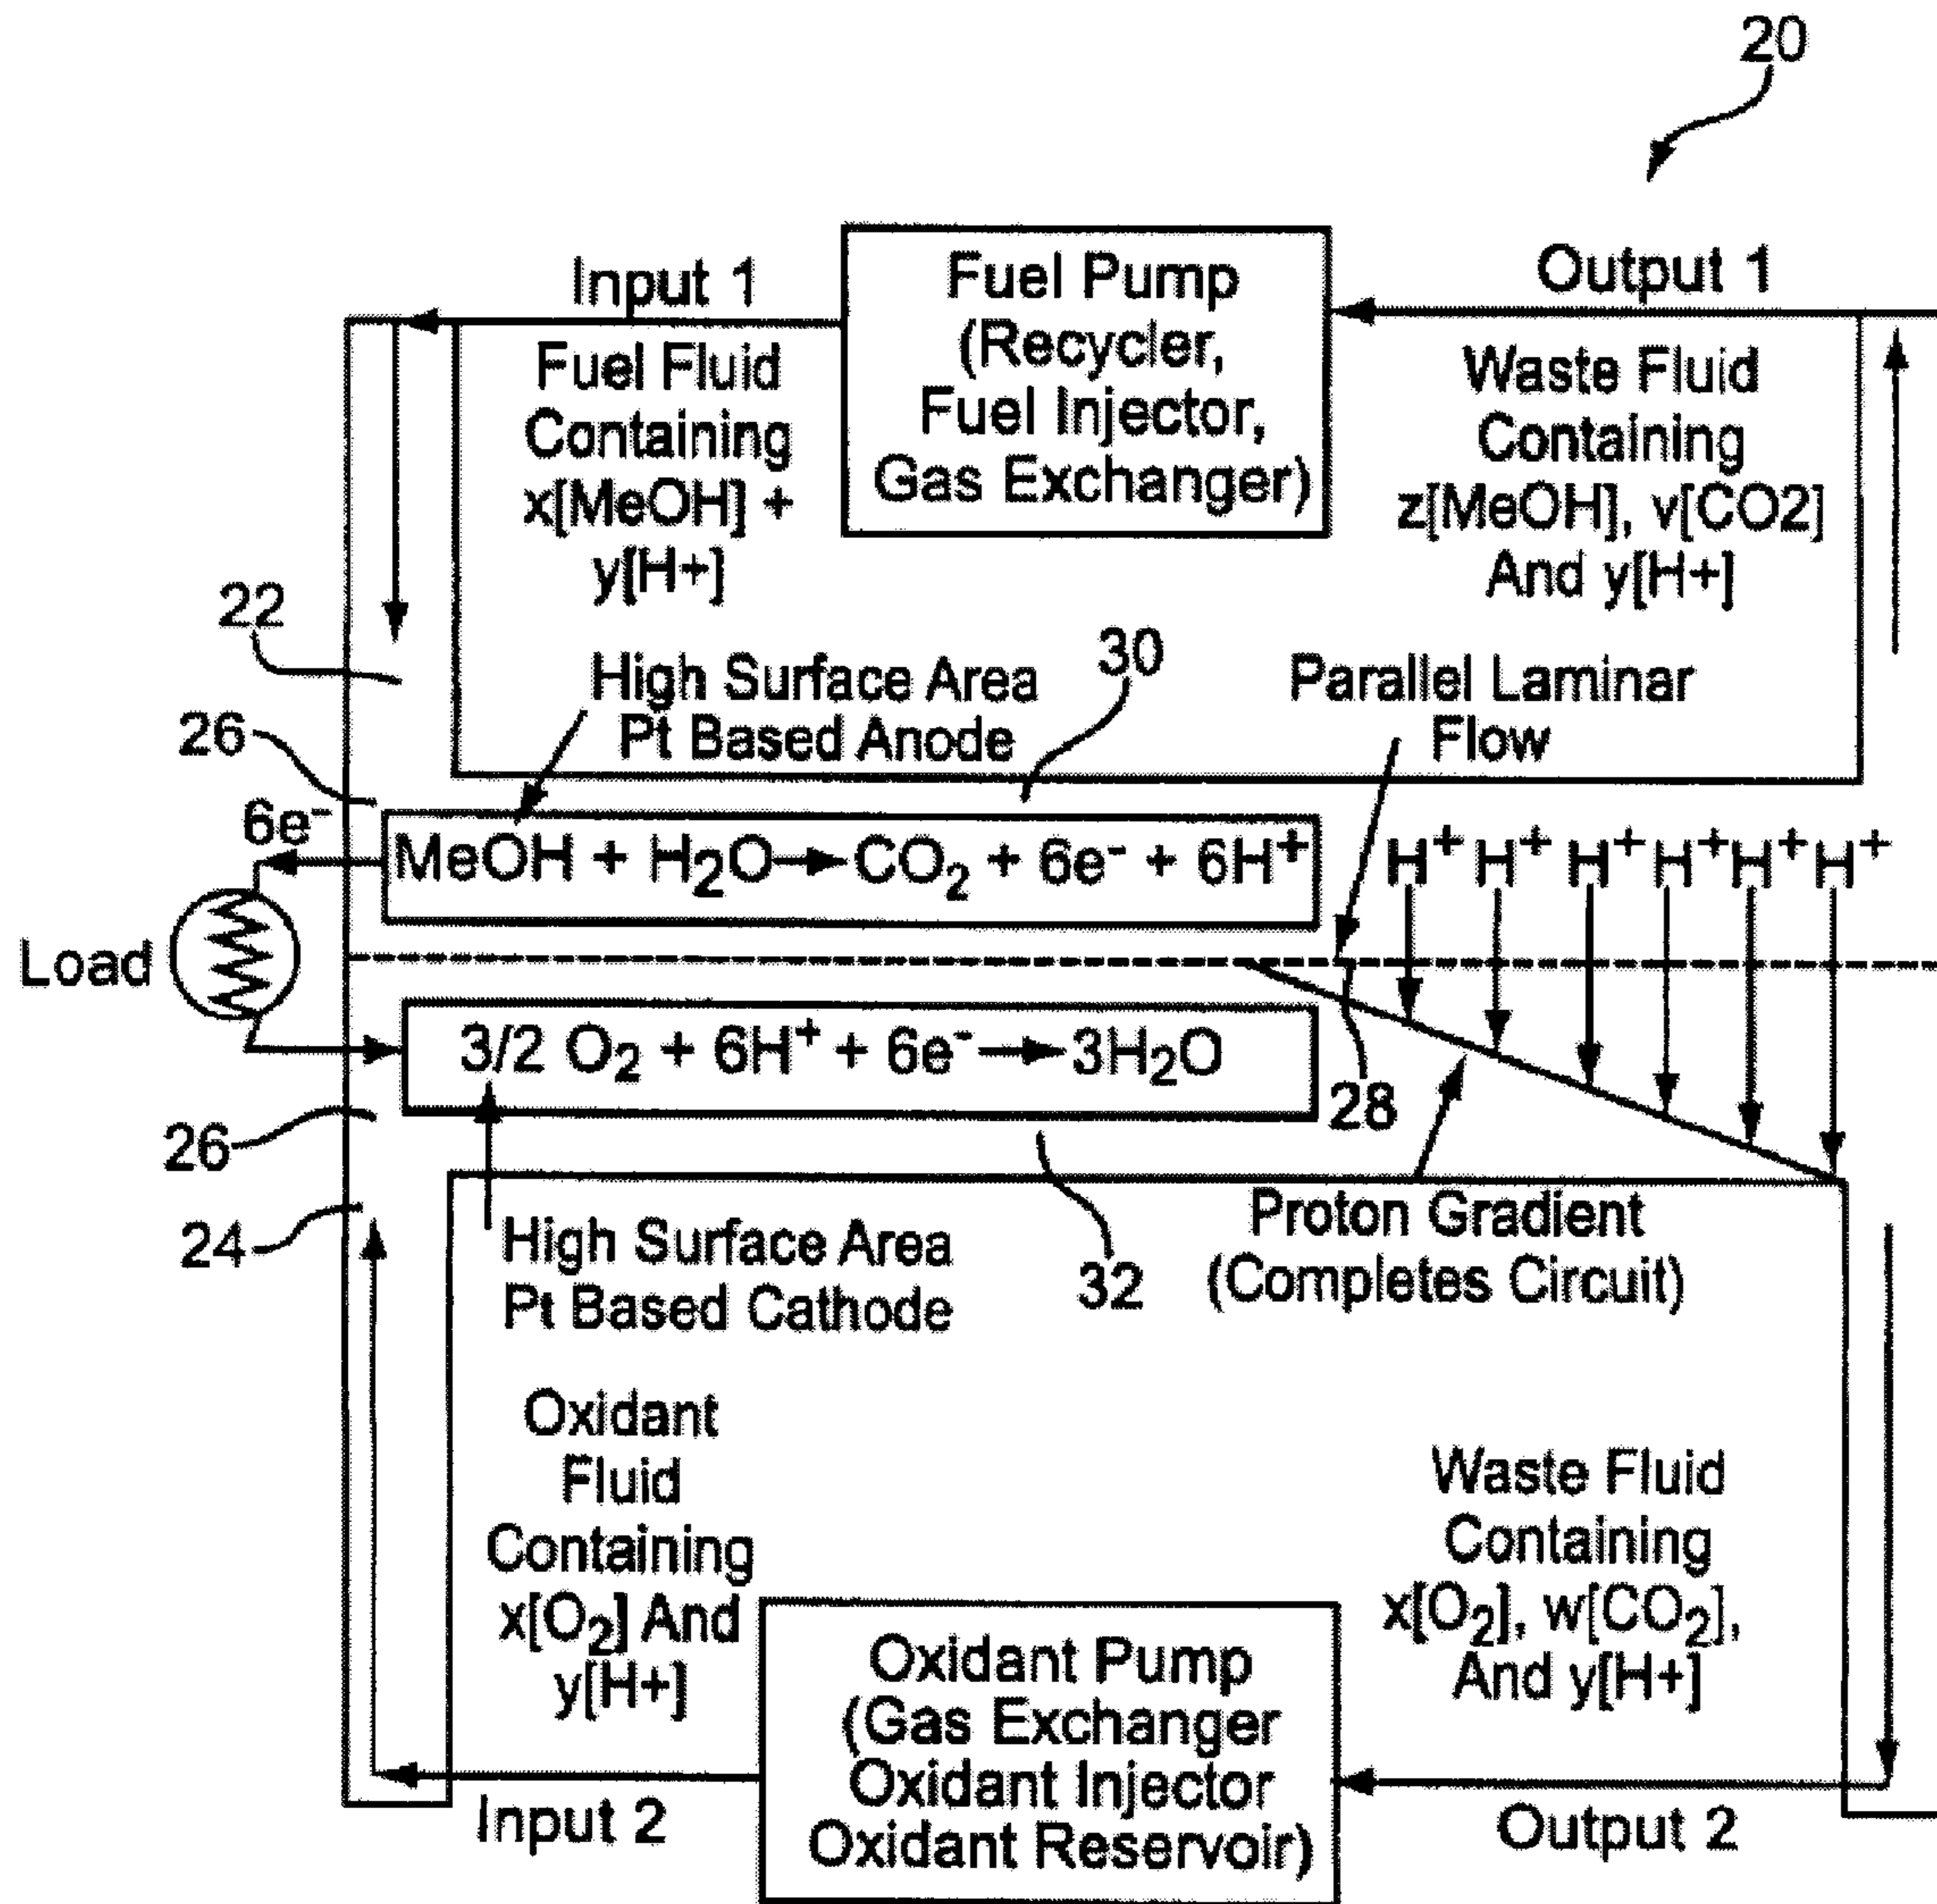 20
Input 1
Fuel Pump
(Recycler,
Fuel Injector,
Gas Exchanger)
Output 1
Fuel Fluid
Containing
x[MeOH] +
y[H+]
Waste Fluid
Containing
z[MeOH], v[CO2]
And y[H+]
22
High Surface Area
Pt Based Anode
30
Parallel Laminar
Flow
26
6e⁻
MeOH + H₂O→CO₂ + 6e⁻ + 6H⁺
H⁺ H⁺ H⁺ H⁺ H⁺ H⁺
Load
3/2 O₂ + 6H⁺ + 6e⁻→3H₂O
28
26
24
High Surface Area
Pt Based Cathode
32
Proton Gradient
(Completes Circuit)
Oxidant
Fluid
Containing
x[O₂] And
y[H+]
Waste Fluid
Containing
x[O₂], w[CO₂],
And y[H+]
Input 2
Oxidant Pump
(Gas Exchanger
Oxidant Injector
Oxidant Reservoir)
Output 2